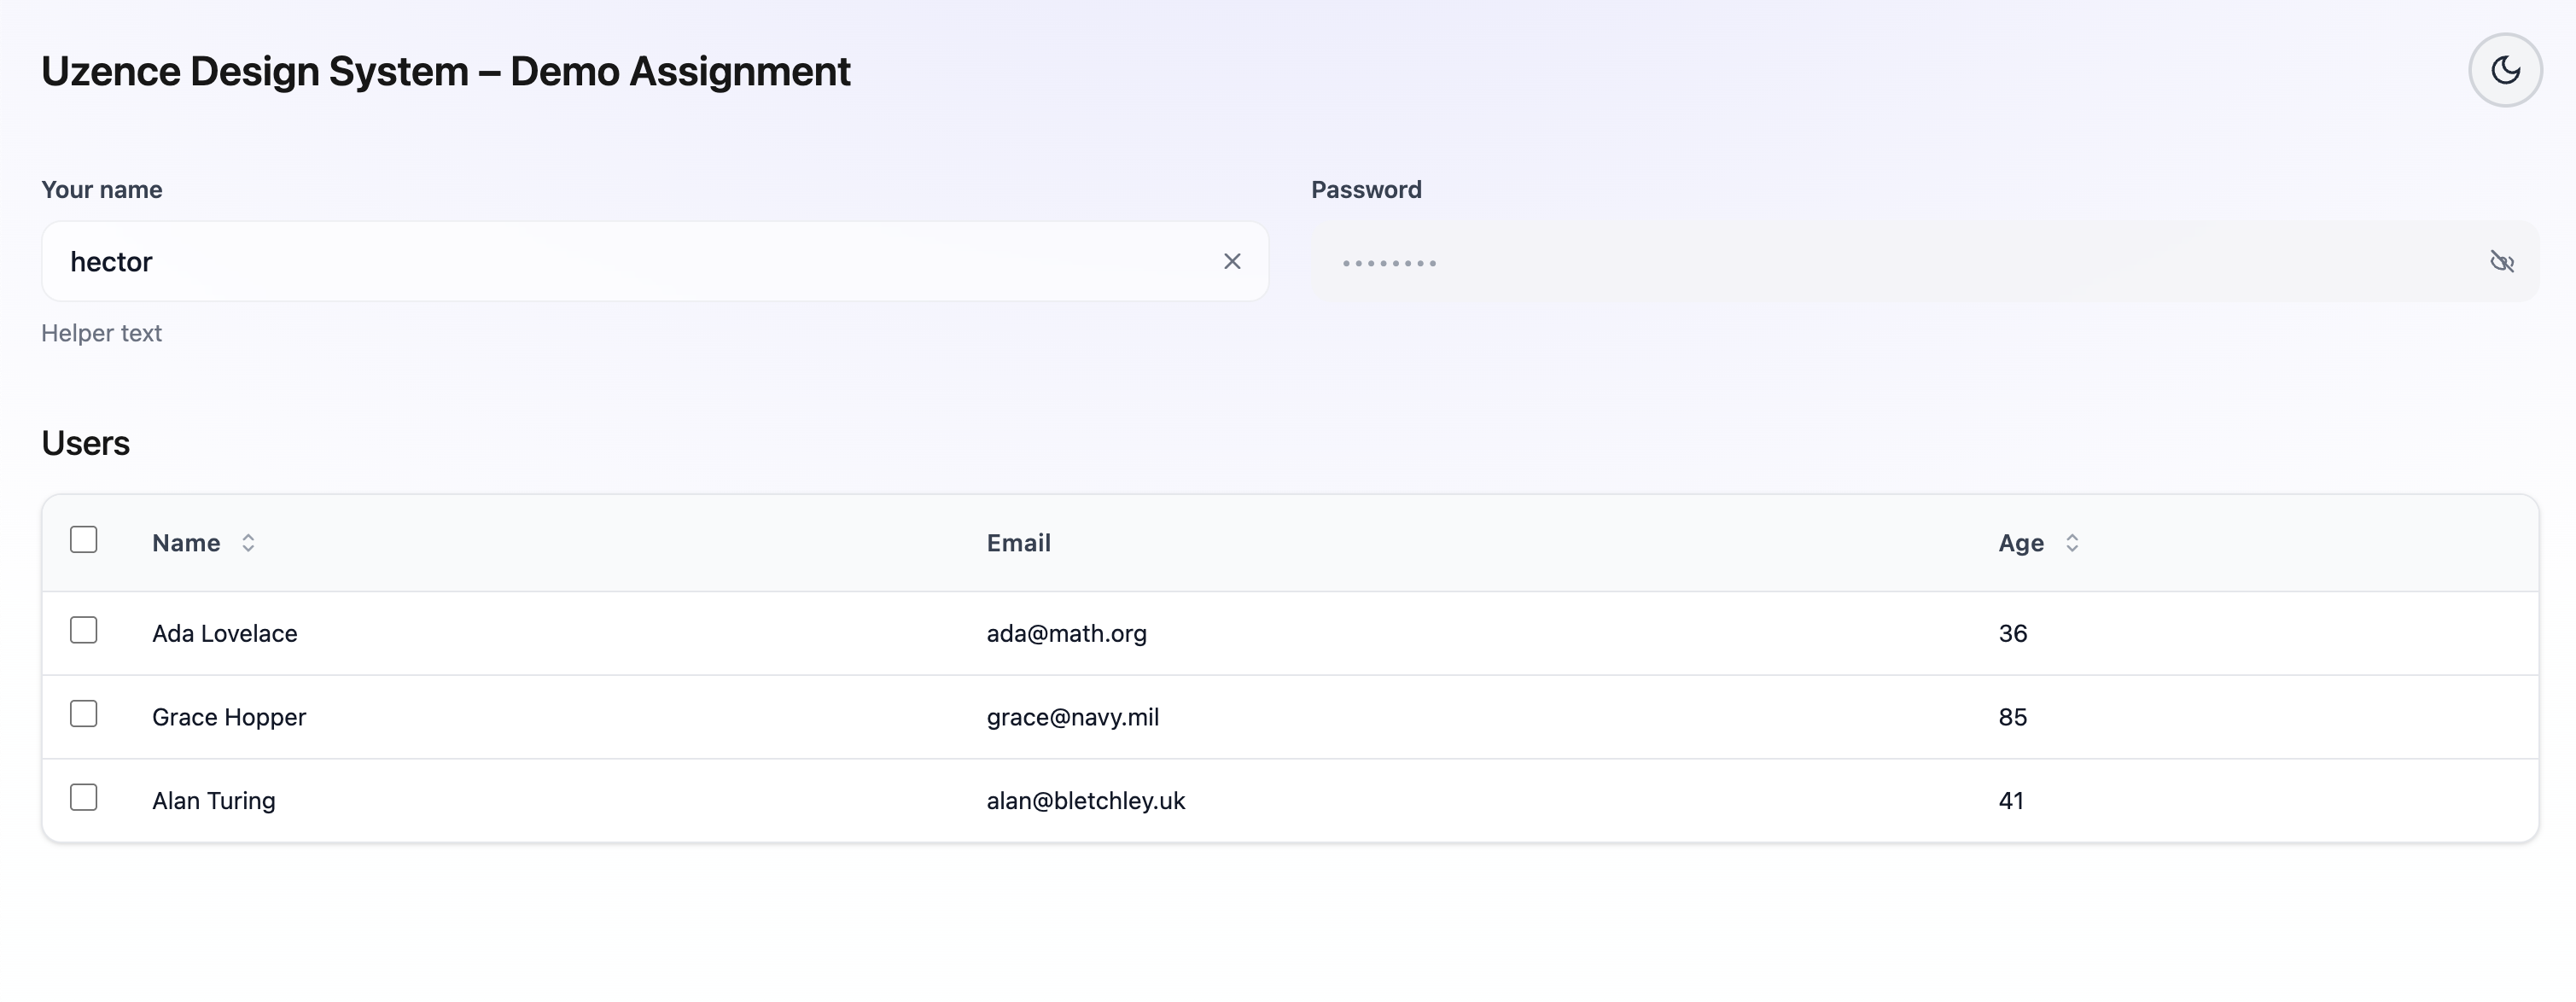 Uzence Design System – Demo Assignment
Your name
Password
hector
••••••••
Helper text
Users
Name Email Age
Ada Lovelace ada@math.org 36
Grace Hopper grace@navy.mil 85
Alan Turing alan@bletchley.uk 41